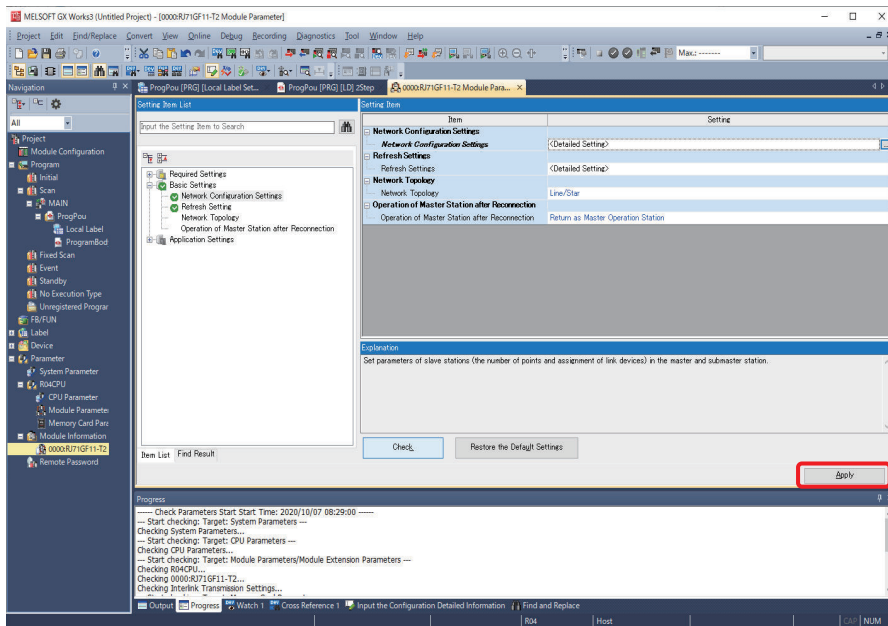 MELSOFT GX Works3 (Untitled Project) - [0000:RJ71GF11-T2 Module Parameter]
Project Edit Find/Replace Convert View Online Debug Recording Diagnostics Tool Window Help
Max.: -------
Navigation
ProgPou [PRG] [Local Label Set...
ProgPou [PRG] [LD] 2Step
0000:RJ71GF11-T2 Module Para...
All
Project
Module Configuration
Program
Initial
Scan
MAIN
ProgPou
Local Label
ProgramBod
Fixed Scan
Event
Standby
No Execution Type
Unregistered Prograr
FB/FUN
Label
Device
Parameter
System Parameter
R04CPU
CPU Parameter
Module Parameter
Memory Card Para
Module Information
0000:RJ71GF11-T2
Remote Password
Setting Item List
Input the Setting Item to Search
Required Settings
Basic Settings
Network Configuration Settings
Refresh Setting
Network Topology
Operation of Master Station after Reconnection
Application Settings
Item List Find Result
Setting Item
Item Setting
Network Configuration Settings
Network Configuration Settings <Detailed Setting>
Refresh Settings
Refresh Settings <Detailed Setting>
Network Topology
Network Topology Line/Star
Operation of Master Station after Reconnection
Operation of Master Station after Reconnection Return as Master Operation Station
Explanation
Set parameters of slave stations (the number of points and assignment of link devices) in the master and submaster station.
Check
Restore the Default Settings
Apply
Progress
------ Check Parameters Start Start Time: 2020/10/07 08:29:00 ------
--- Start checking: Target: System Parameters ---
Checking System Parameters...
--- Start checking: Target: CPU Parameters ---
Checking CPU Parameters...
--- Start checking: Target: Module Parameters/Module Extension Parameters ---
Checking R04CPU...
Checking 0000:RJ71GF11-T2...
Checking Interlink Transmission Settings...
Output Progress Watch 1 Cross Reference 1 Input the Configuration Detailed Information Find and Replace
R04 Host CAP NUM